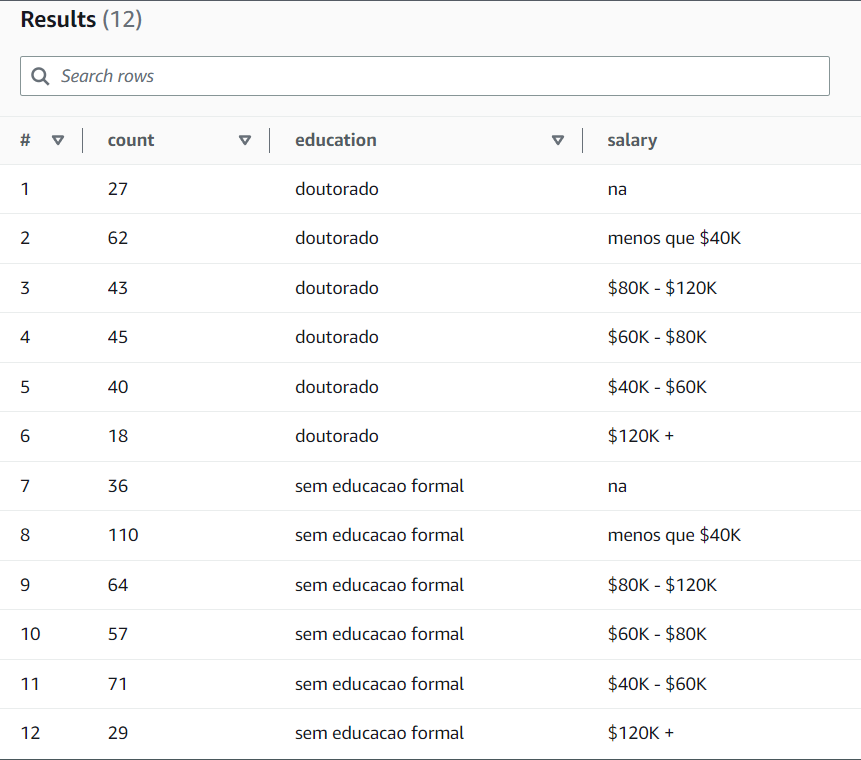 Results (12)
Search rows
# count education salary
1 27 doutorado na
2 62 doutorado menos que $40K
3 43 doutorado $80K - $120K
4 45 doutorado $60K - $80K
5 40 doutorado $40K - $60K
6 18 doutorado $120K +
7 36 sem educacao formal na
8 110 sem educacao formal menos que $40K
9 64 sem educacao formal $80K - $120K
10 57 sem educacao formal $60K - $80K
11 71 sem educacao formal $40K - $60K
12 29 sem educacao formal $120K +